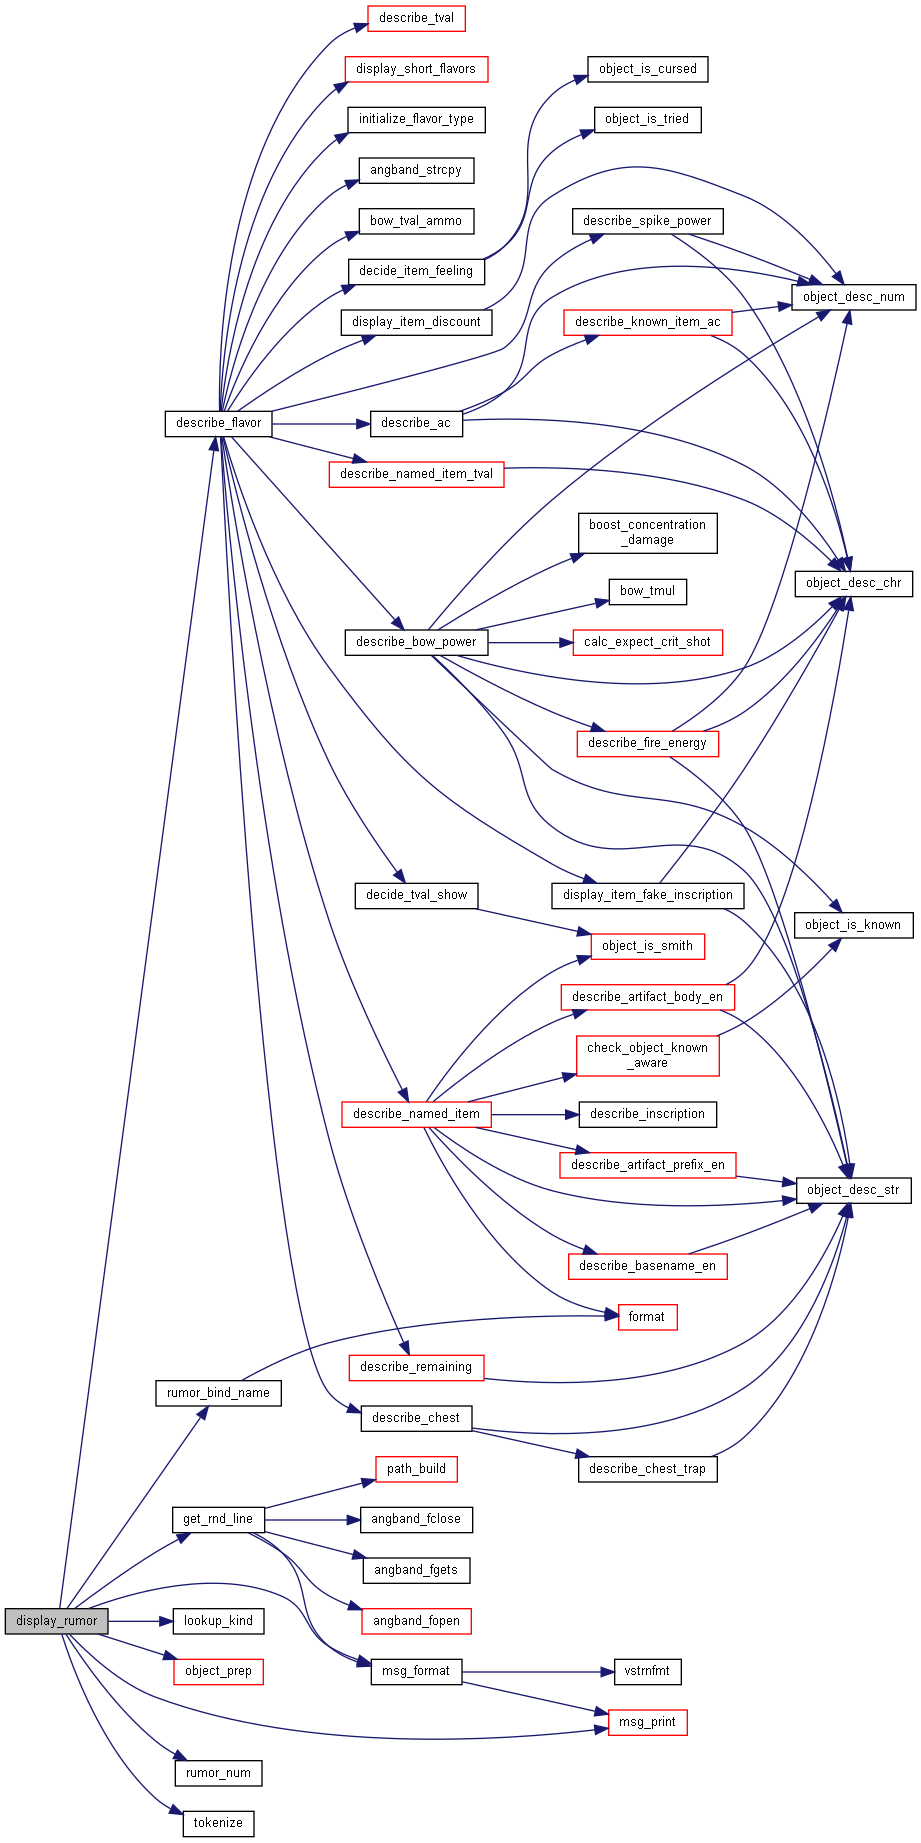 describe_tval
display_short_flavors
object_is_cursed
initialize_flavor_type
object_is_tried
angband_strcpy
bow_tval_ammo
describe_spike_power
decide_item_feeling
object_desc_num
display_item_discount
describe_known_item_ac
describe_flavor
describe_ac
describe_named_item_tval
boost_concentration
_damage
object_desc_chr
bow_tmul
describe_bow_power
calc_expect_crit_shot
describe_fire_energy
decide_tval_show
display_item_fake_inscription
object_is_known
object_is_smith
describe_artifact_body_en
check_object_known
_aware
describe_named_item
describe_inscription
describe_artifact_prefix_en
object_desc_str
describe_basename_en
format
describe_remaining
rumor_bind_name
describe_chest
path_build
describe_chest_trap
get_rnd_line
angband_fclose
angband_fgets
display_rumor
lookup_kind
angband_fopen
object_prep
msg_format
vstrnfmt
msg_print
rumor_num
tokenize